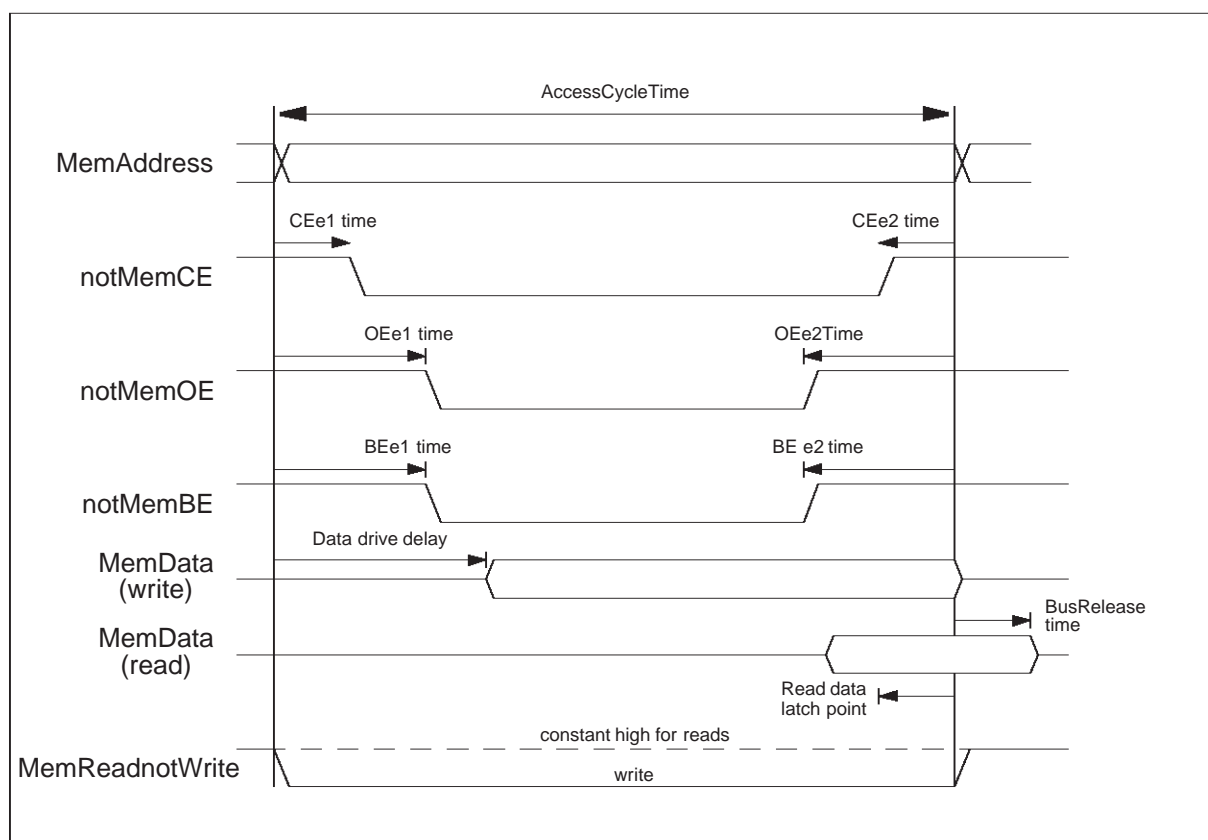 AccessCycleTime
MemAddress
CEe1 time
CEe2 time
notMemCE
OEe1 time
OEe2Time
notMemOE
BEe1 time
BE e2 time
notMemBE
Data drive delay
MemData
(write)
BusRelease
time
MemData
(read)
Read data
latch point
constant high for reads
MemReadnotWrite
write